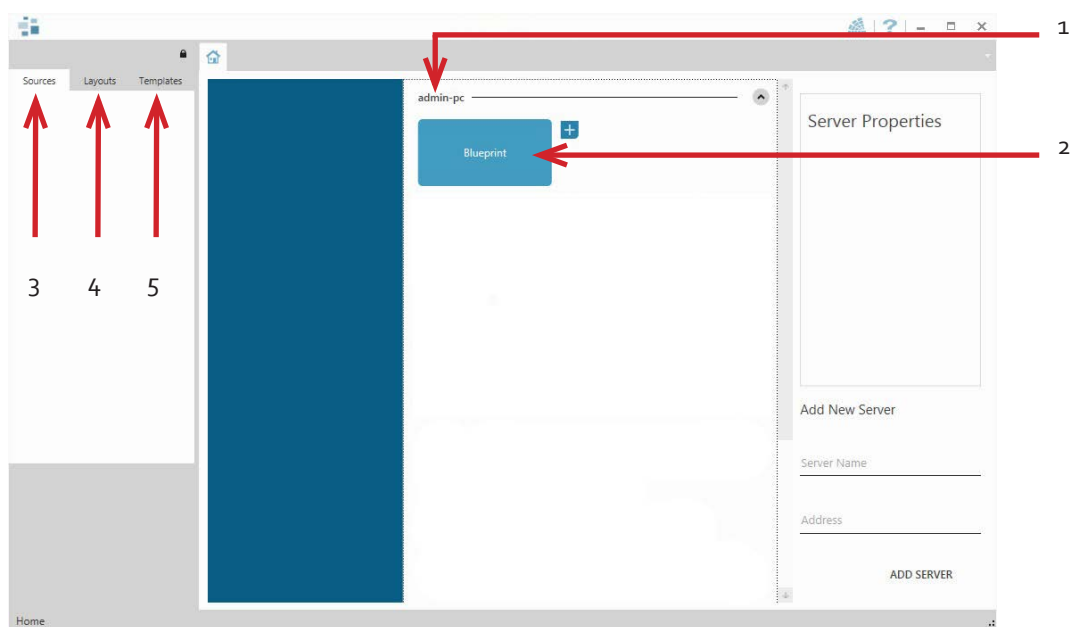 ?
1
Sources
Layouts
Templates
admin-pc
Server Properties
Blueprint
+
2
3
4
5
Add New Server
Server Name
Address
ADD SERVER
Home